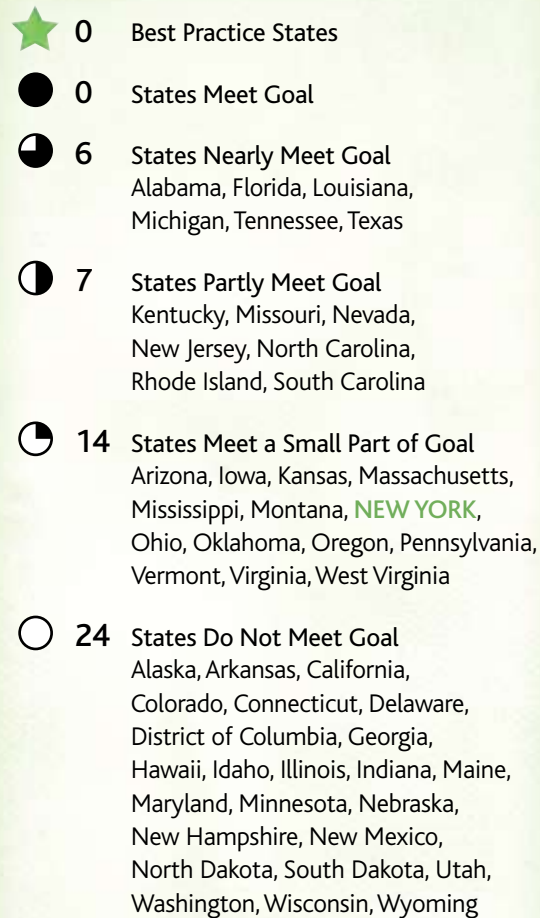 0 Best Practice States
0 States Meet Goal
6 States Nearly Meet Goal
Alabama, Florida, Louisiana,
Michigan, Tennessee, Texas
7 States Partly Meet Goal
Kentucky, Missouri, Nevada,
New Jersey, North Carolina,
Rhode Island, South Carolina
14 States Meet a Small Part of Goal
Arizona, Iowa, Kansas, Massachusetts,
Mississippi, Montana, NEW YORK,
Ohio, Oklahoma, Oregon, Pennsylvania,
Vermont, Virginia, West Virginia
24 States Do Not Meet Goal
Alaska, Arkansas, California,
Colorado, Connecticut, Delaware,
District of Columbia, Georgia,
Hawaii, Idaho, Illinois, Indiana, Maine,
Maryland, Minnesota, Nebraska,
New Hampshire, New Mexico,
North Dakota, South Dakota, Utah,
Washington, Wisconsin, Wyoming